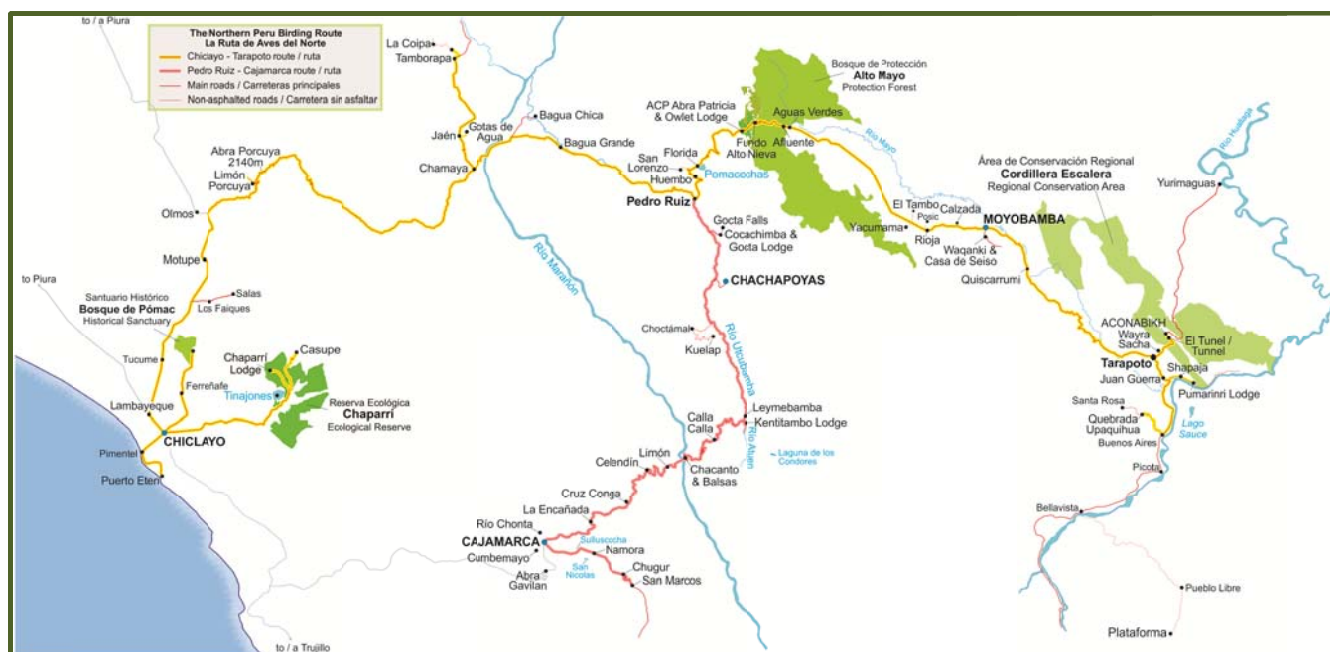 to / a Piura
The Northern Peru Birding Route
La Ruta de Aves del Norte
Chiclayo - Tarapoto route / ruta
Pedro Ruiz - Cajamarca route / ruta
Main roads / Carreteras principales
Non-asphalted roads / Carretera sin asfaltar
La Coipa
Tamborapa
Bosque de Protección
Alto Mayo
Protection Forest
ACP Abra Patricia
& Owlet Lodge
Aguas Verdes
Fundo
Alto Nieva
Afluente
Río Mayo
Río Huallaga
Bagua Chica
Gotas de
Agua
Jaén
Bagua Grande
Chamaya
Abra Porcuya
2140m
Limón
Porcuya
Florida
San
Lorenzo
Huembo
Pomacochas
Pedro Ruiz
Área de Conservación Regional
Cordillera Escalera
Regional Conservation Area
Yurimaguas
Olmos
Gocta Falls
Cocachimba &
Gocta Lodge
El Tambo
Posic
Calzada
MOYOBAMBA
Yacumama
Rioja
Waqanki &
Casa de Seiso
Quiscarrumi
Motupe
Río Marañón
CHACHAPOYAS
to Piura
Santuario Histórico
Bosque de Pómac
Historical Sanctuary
Salas
Los Faiques
Choctámal
Kuelap
Río Utcubamba
ACONABIKH
Wayra
Sacha
El Tunel /
Tunnel
Tarapoto
Tucume
Chaparrí
Lodge
Casupe
Juan Guerra
Shapaja
Pumarinri Lodge
Ferreñafe
Tinajones
Reserva Ecológica
Chaparrí
Ecological Reserve
Santa Rosa
Quebrada
Upaquihua
Lago
Sauce
Buenos Aires
Lambayeque
CHICLAYO
Leymebamba
Kentitambo Lodge
Calla
Calla
Río Atuen
Laguna de los
Condores
Pimentel
Puerto Eten
Limón
Celendín
Chacanto
& Balsas
Picota
Cruz Conga
La Encañada
Bellavista
Río Chonta
CAJAMARCA
Cumbemayo
Sulluscocha
Namora
San
Nicolas
Abra
Gavilan
Chugur
San Marcos
Pueblo Libre
Plataforma
to / a Trujillo